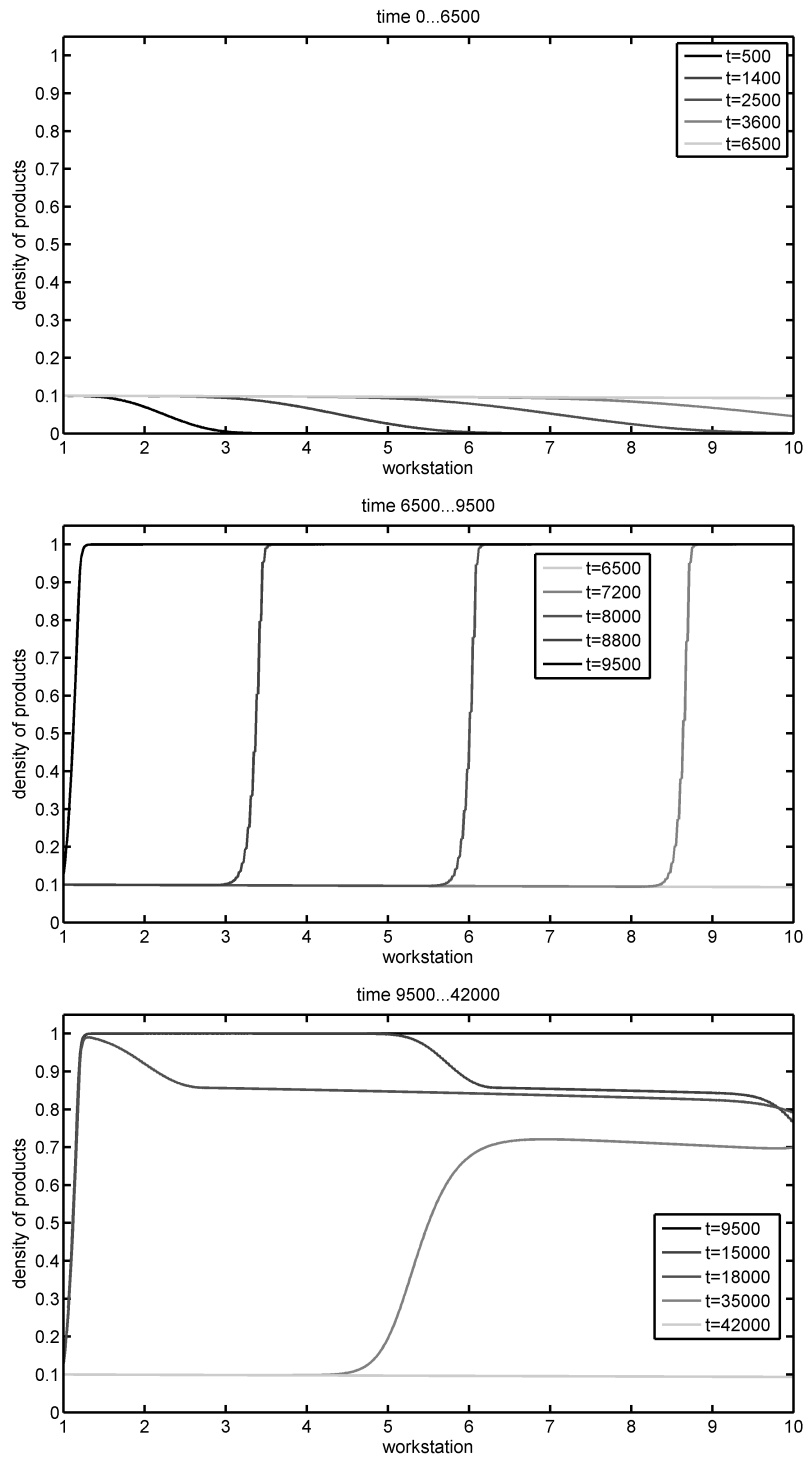 time 0...6500
1
0.9
0.8
0.7
0.6
0.5
0.4
0.3
0.2
0.1
0
density of products
t=500
t=1400
t=2500
t=3600
t=6500
1 2 3 4 5 6 7 8 9 10
workstation
time 6500...9500
1
0.9
0.8
0.7
0.6
0.5
0.4
0.3
0.2
0.1
0
density of products
t=6500
t=7200
t=8000
t=8800
t=9500
1 2 3 4 5 6 7 8 9 10
workstation
time 9500...42000
1
0.9
0.8
0.7
0.6
0.5
0.4
0.3
0.2
0.1
0
density of products
t=9500
t=15000
t=18000
t=35000
t=42000
1 2 3 4 5 6 7 8 9 10
workstation